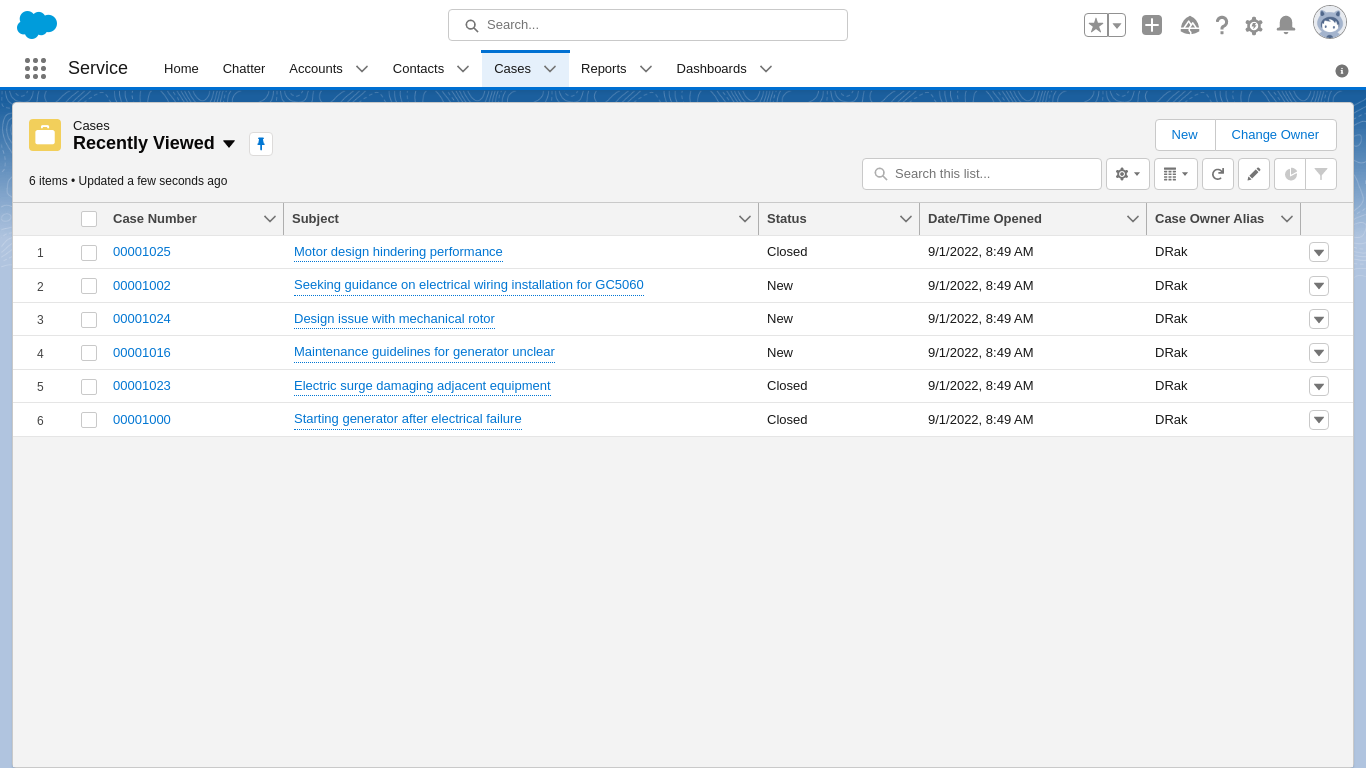 Search...
Service
Home
Chatter
Accounts
Contacts
Cases
Reports
Dashboards
Cases
Recently Viewed
New
Change Owner
6 items • Updated a few seconds ago
Search this list...
Case Number
Subject
Status
Date/Time Opened
Case Owner Alias
1
00001025
Motor design hindering performance
Closed
9/1/2022, 8:49 AM
DRak
2
00001002
Seeking guidance on electrical wiring installation for GC5060
New
9/1/2022, 8:49 AM
DRak
3
00001024
Design issue with mechanical rotor
New
9/1/2022, 8:49 AM
DRak
4
00001016
Maintenance guidelines for generator unclear
New
9/1/2022, 8:49 AM
DRak
5
00001023
Electric surge damaging adjacent equipment
Closed
9/1/2022, 8:49 AM
DRak
6
00001000
Starting generator after electrical failure
Closed
9/1/2022, 8:49 AM
DRak